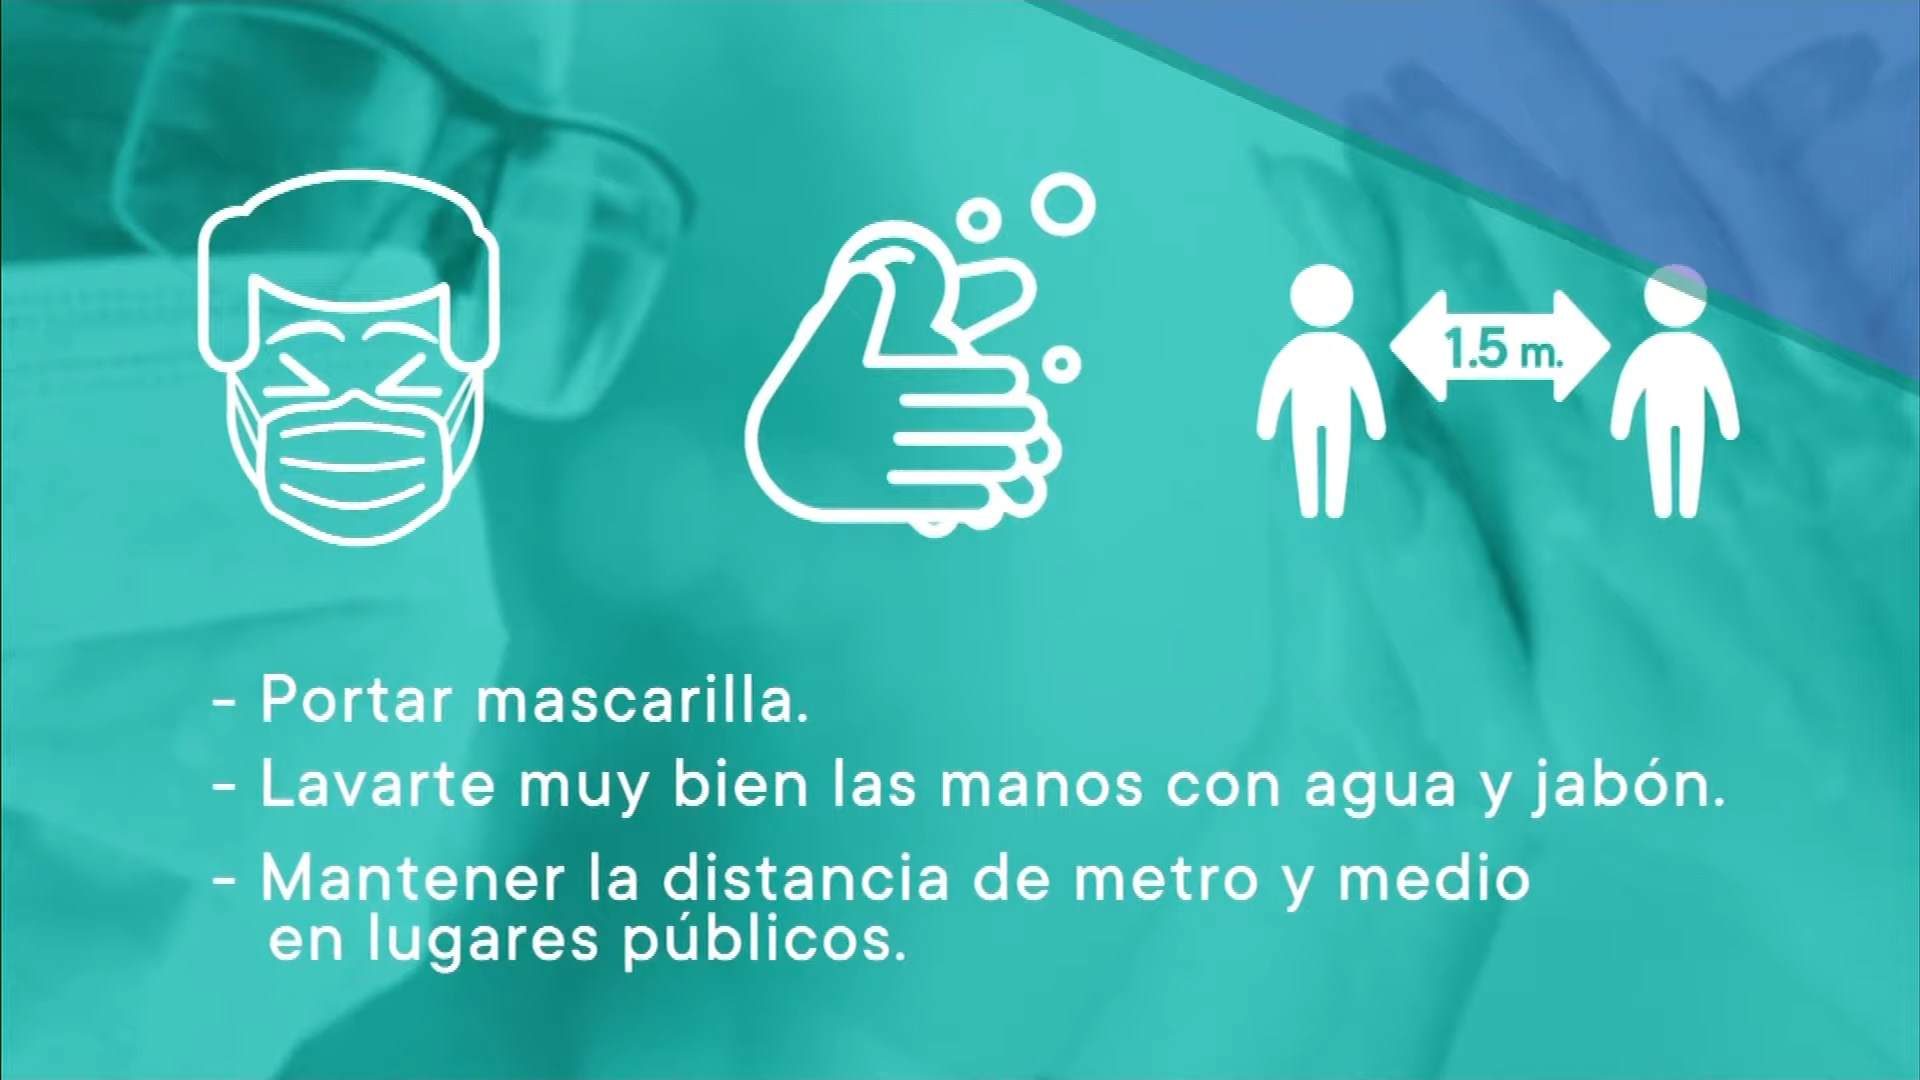 1.5 m.
- Portar mascarilla.
- Lavarte muy bien las manos con agua y jabón.
- Mantener la distancia de metro y medio
en lugares públicos.